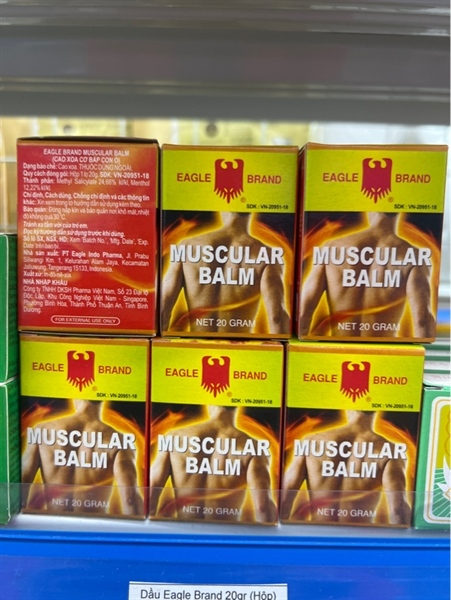 EAGLE BRAND MUSCULAR BALM
(CAO XOA CƠ BẮP CON Ó)
Dạng bào chế: Cao xoa, THUỐC DÙNG NGOÀI
Quy cách đóng gói: Hộp 1 lọ 20g SĐK: VN-20951-18
Thành phần: Methyl Salicylate 24,66% kl/kl, Menthol
12,22% kl/kl.
Chỉ định, Cách dùng, Chống chỉ định và các thông tin
khác: Xin xem trong tờ hướng dẫn sử dụng kèm theo.
Bảo quản: Đóng nắp kín và bảo quản nơi khô mát, nhiệt
độ không quá 30°C
Tránh xa tầm với của trẻ em.
Đọc kỹ hướng dẫn sử dụng trước khi dùng.
Số lô SX, NSX, HD: Xem 'Batch No.', 'Mfg. Date', 'Exp.
Date' trên bao bì.
Nhà sản xuất: PT Eagle Indo Pharma, Jl. Prabu
Siliwangi Km. 1, Kelurahan Alam Jaya, Kecamatan
Jatiuwung, Tangerang 15133, Indonesia.
NHÀ NHẬP KHẨU
Công ty TNHH DKSH Pharma Việt Nam, Số 23 Đại lộ
Độc Lập, Khu Công Nghiệp Việt Nam - Singapore,
Phường Bình Hòa, Thành Phố Thuận An, Tỉnh Bình
Dương.
FOR EXTERNAL USE ONLY
EAGLE BRAND
SDK : VN-20951-18
MUSCULAR
BALM
NET 20 GRAM
EAGLE BRAND
SDK : VN-20951-18
MUSCULAR
BALM
NET 20 GRAM
EAGLE BRAND
SDK : VN-20951-18
MUSCULAR
BALM
NET 20 GRAM
EAGLE BRAND
SDK : VN-20951-18
MUSCULAR
BALM
NET 20 GRAM
EAGLE BRAND
SDK : VN-20951-18
MUSCULAR
BALM
NET 20 GRAM
Dầu Eagle Brand 20gr (Hộp)